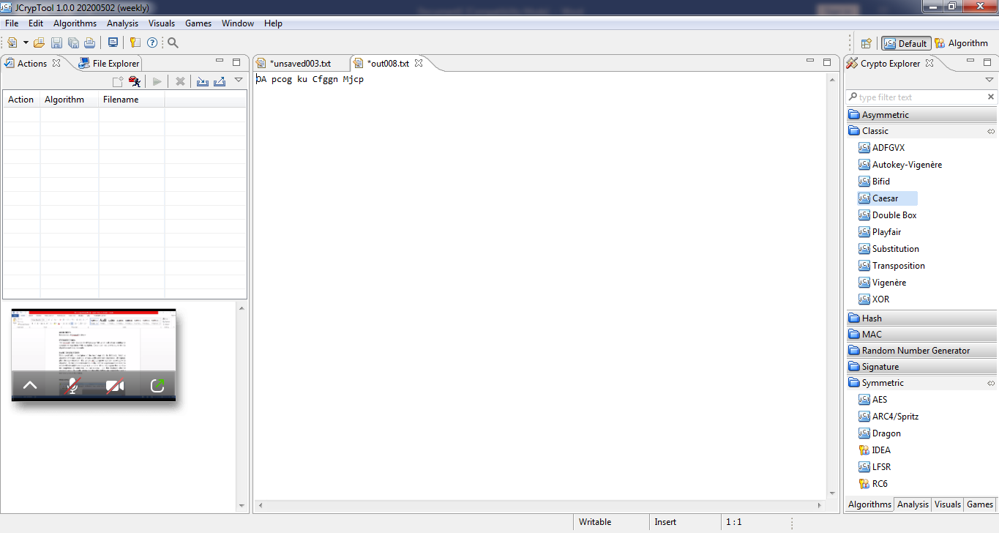 JCrypTool 1.0.0 20200502 (weekly)
File Edit Algorithms Analysis Visuals Games Window Help
Default Algorithm
Actions File Explorer
*unsaved003.txt *out008.txt
Crypto Explorer
OA pcog ku Cfggn Mjcp
type filter text
Action Algorithm Filename
Asymmetric
Classic
ADFGVX
Autokey-Vigenère
Bifid
Caesar
Double Box
Playfair
Substitution
Transposition
Vigenère
XOR
Hash
MAC
Random Number Generator
Signature
Symmetric
AES
ARC4/Spritz
Dragon
IDEA
LFSR
RC6
Algorithms Analysis Visuals Games
Writable Insert 1 : 1